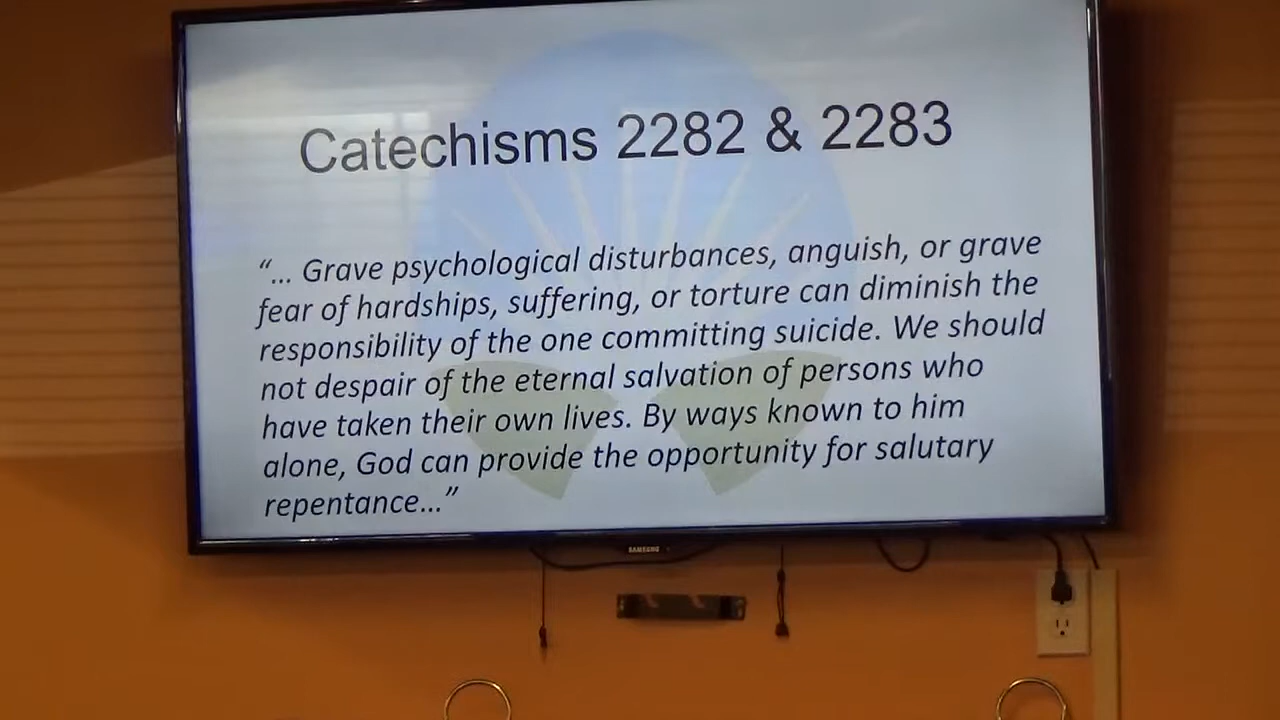 Catechisms 2282 & 2283
“... Grave psychological disturbances, anguish, or grave
fear of hardships, suffering, or torture can diminish the
responsibility of the one committing suicide. We should
not despair of the eternal salvation of persons who
have taken their own lives. By ways known to him
alone, God can provide the opportunity for salutary
repentance...”
SAMSUNG